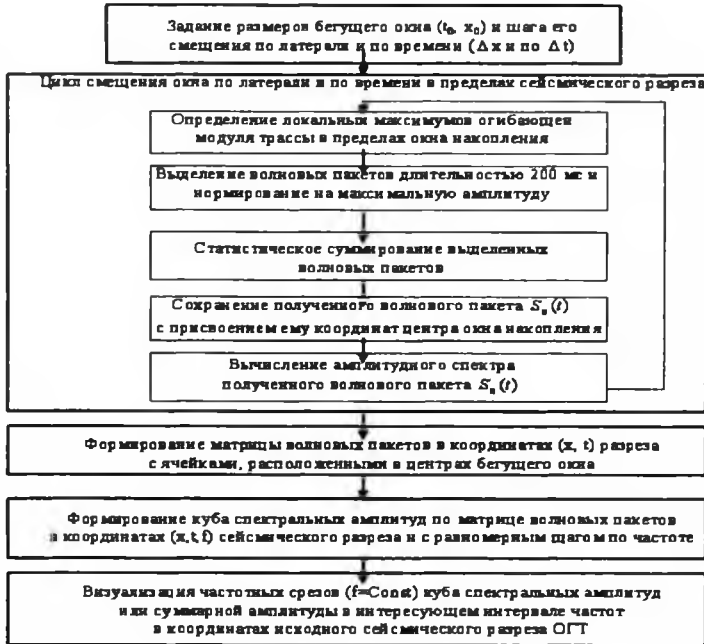 Задание размеров бегущего окна (t₀, x₀) и шага его
смещения по латерали и по времени (Δx и по Δt)
Цикл смещения окна по латерали и по времени в пределах сейсмического разреза
Определение локальных максимумов огибающей
модуля трассы в пределах окна накопления
Выделение волновых пакетов длительностью 200 мс и
нормирование на максимальную амплитуду
Статистическое суммирование выделенных
волновых пакетов
Сохранение полученного волнового пакета Sₙ(t)
с присвоением ему координат центра окна накопления
Вычисление амплитудного спектра
полученного волнового пакета Sₙ(t)
Формирование матрицы волновых пакетов в координатах (x, t) разреза
с ячейками, расположенными в центрах бегущего окна
Формирование куба спектральных амплитуд по матрице волновых пакетов
в координатах (x,t,f) сейсмического разреза и с равномерным щагом по частоте
Визуализация частотных срезов (f=Const) куба спектральных амплитуд
или суммарной амплитуды в интересующем интервале частот
в координатах исходного сейсмического разреза ОГТ